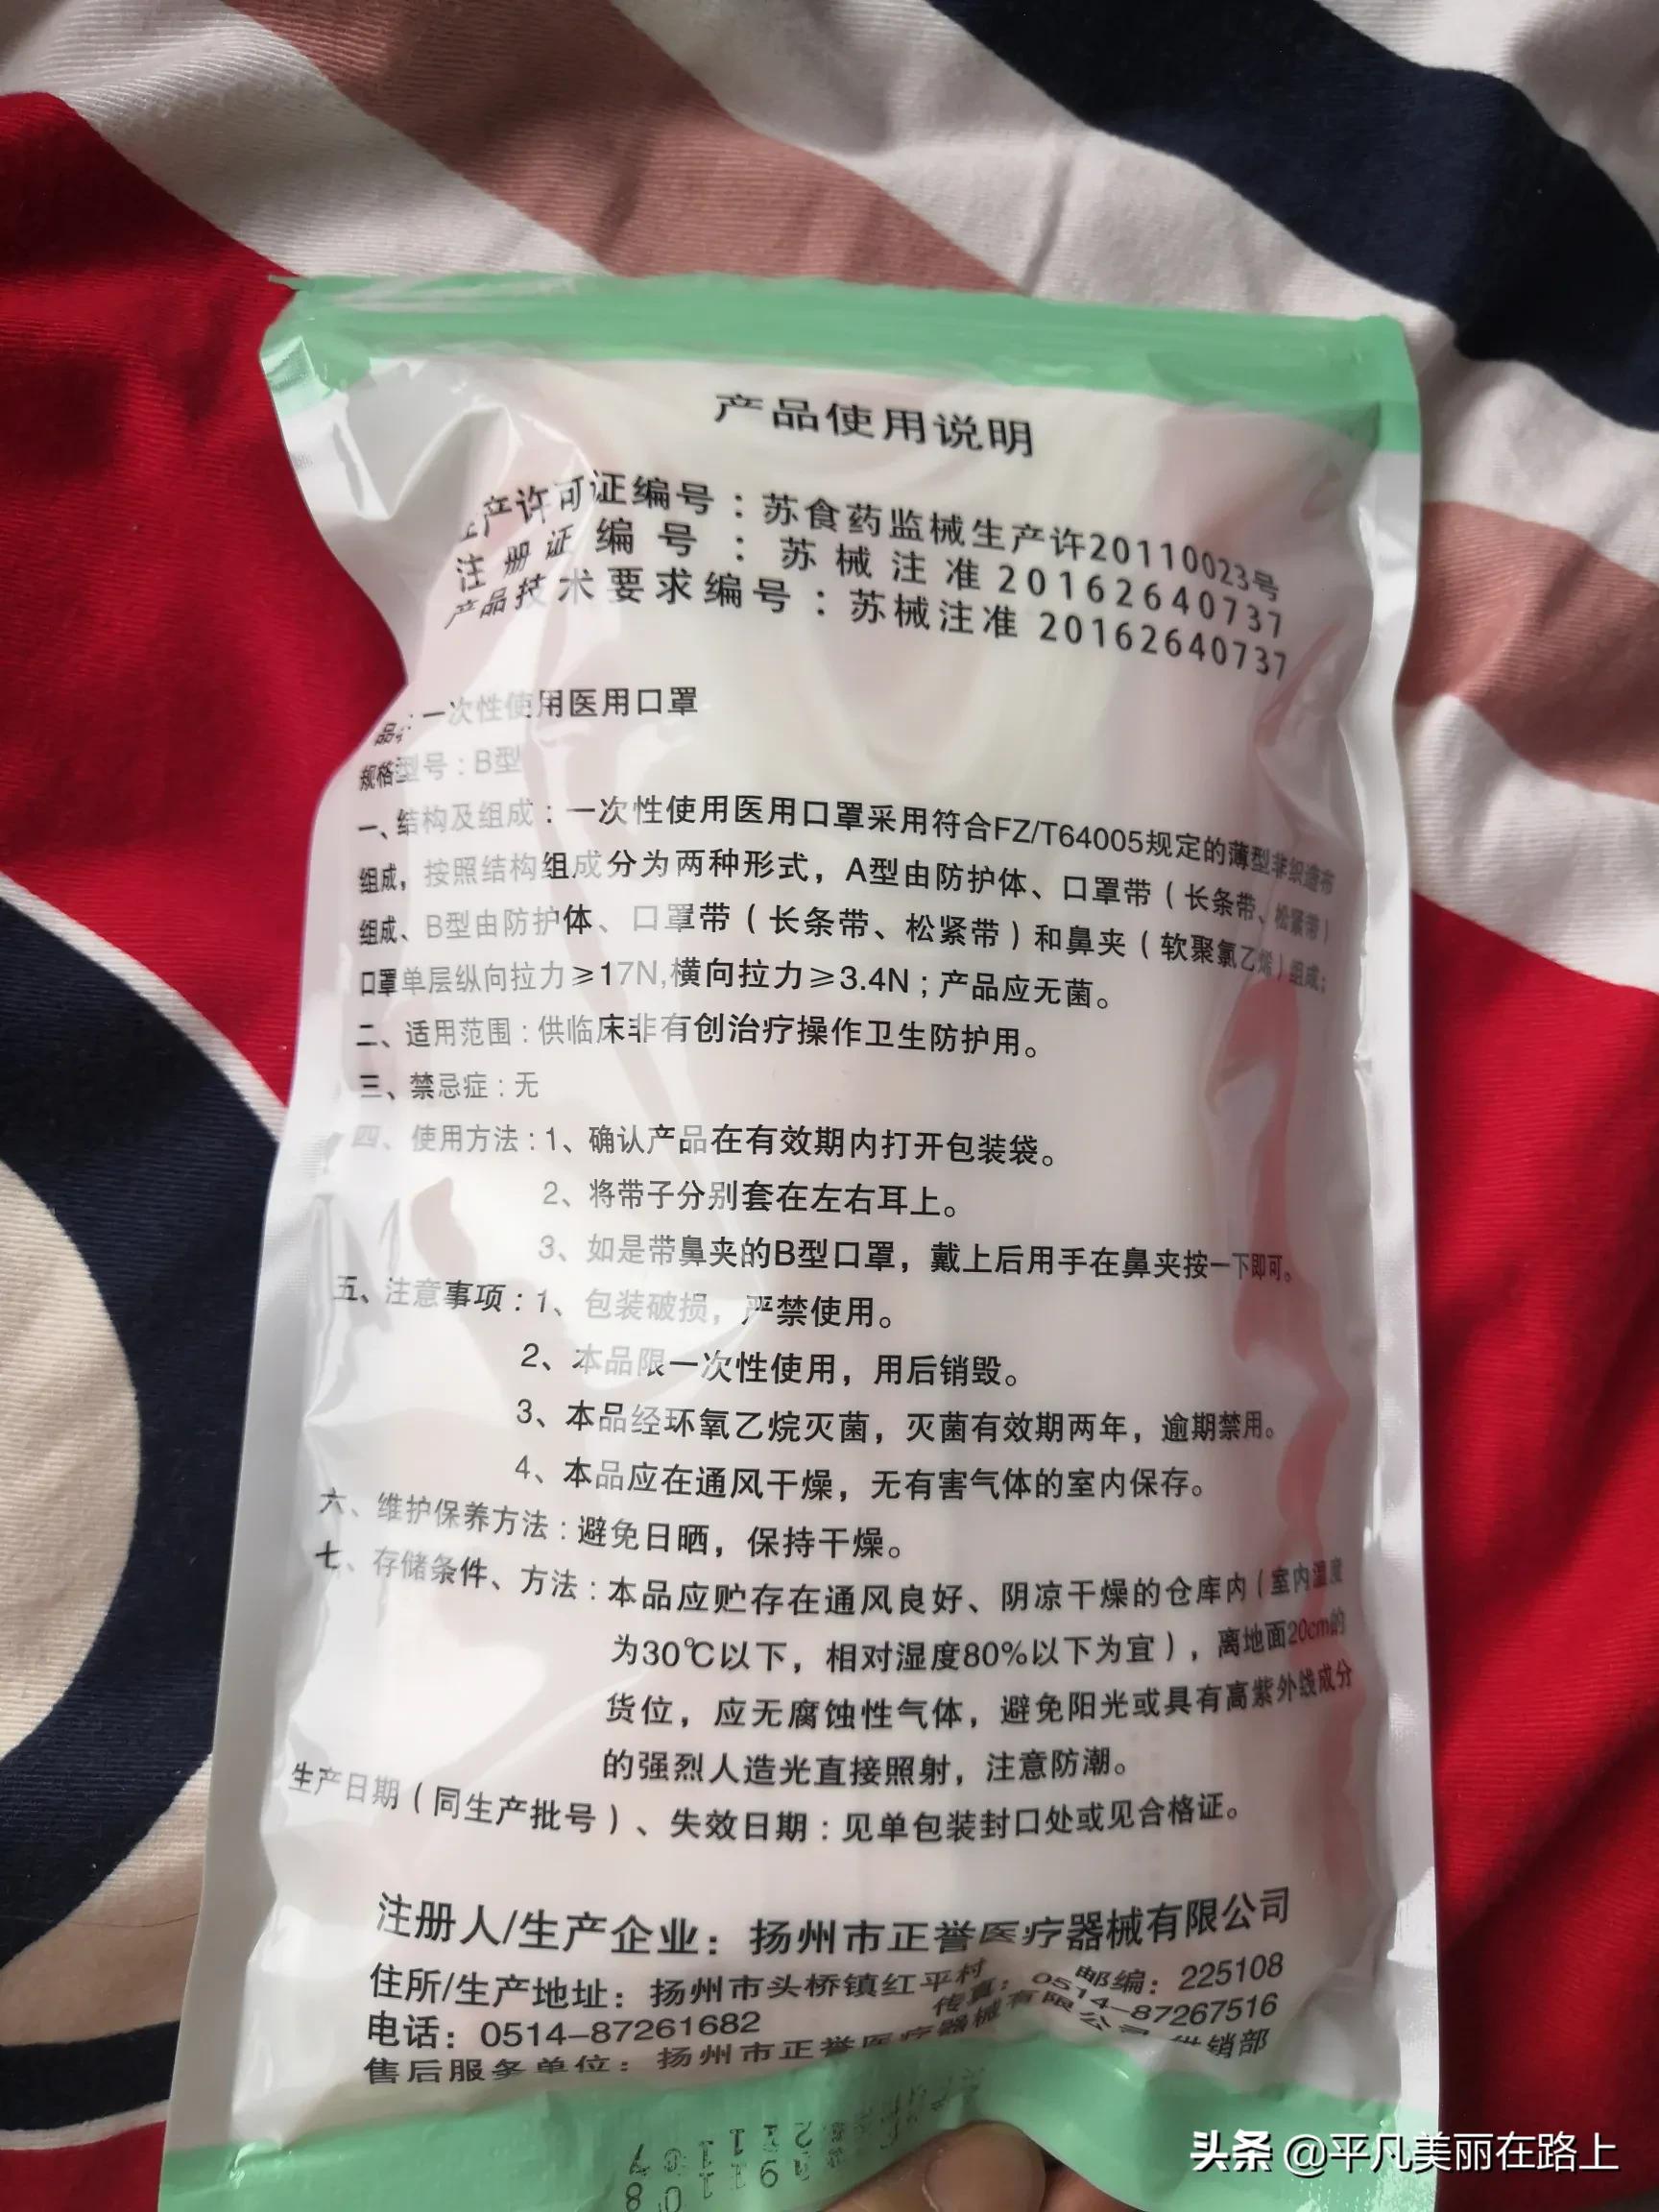 产品使用说明
生产许可证编号：苏食药监械生产许20110023号
注册证编号：苏械注准20162640737
产品技术要求编号：苏械注准 20162640737
品名：一次性使用医用口罩
规格型号：B型
一、结构及组成：一次性使用医用口罩采用符合FZ/T64005规定的薄型非织造布
组成，按照结构组成分为两种形式，A型由防护体、口罩带（长条带、松紧带）
组成、B型由防护体、口罩带（长条带、松紧带）和鼻夹（软聚氯乙烯）组成；
口罩单层纵向拉力≥17N,横向拉力≥3.4N；产品应无菌。
二、适用范围：供临床非有创治疗操作卫生防护用。
三、禁忌症：无
四、使用方法：1、确认产品在有效期内打开包装袋。
2、将带子分别套在左右耳上。
3、如是带鼻夹的B型口罩，戴上后用手在鼻夹按一下即可。
五、注意事项：1、包装破损，严禁使用。
2、本品限一次性使用，用后销毁。
3、本品经环氧乙烷灭菌，灭菌有效期两年，逾期禁用。
4、本品应在通风干燥，无有害气体的室内保存。
六、维护保养方法：避免日晒，保持干燥。
七、存储条件、方法：本品应贮存在通风良好、阴凉干燥的仓库内（室内温度
为30℃以下，相对湿度80%以下为宜），离地面20cm的
货位，应无腐蚀性气体，避免阳光或具有高紫外线成分
的强烈人造光直接照射，注意防潮。
生产日期（同生产批号）、失效日期：见单包装封口处或见合格证。
注册人/生产企业：扬州市正誉医疗器械有限公司
住所/生产地址：扬州市头桥镇红平村 邮编：225108
电话：0514-87261682 传真：0514-87267516
售后服务单位：扬州市正誉医疗器械有限公司供销部
头条 @平凡美丽在路上